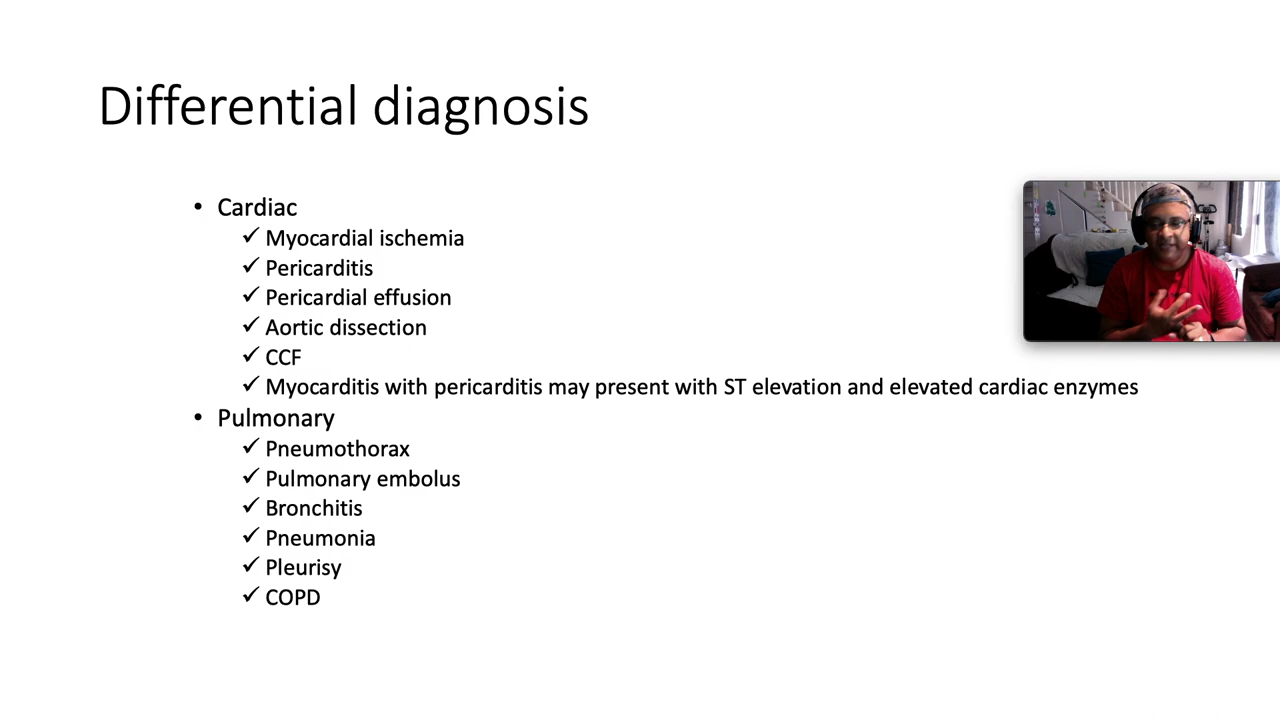 Differential diagnosis
• Cardiac
✓ Myocardial ischemia
✓ Pericarditis
✓ Pericardial effusion
✓ Aortic dissection
✓ CCF
✓ Myocarditis with pericarditis may present with ST elevation and elevated cardiac enzymes
• Pulmonary
✓ Pneumothorax
✓ Pulmonary embolus
✓ Bronchitis
✓ Pneumonia
✓ Pleurisy
✓ COPD